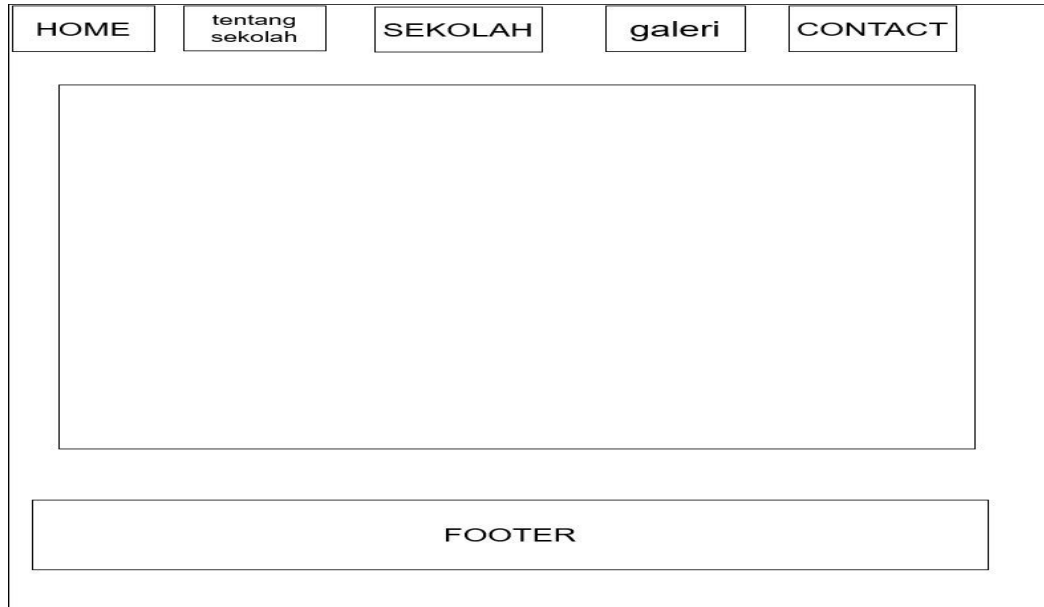 HOME
tentang
sekolah
SEKOLAH
galeri
CONTACT
FOOTER